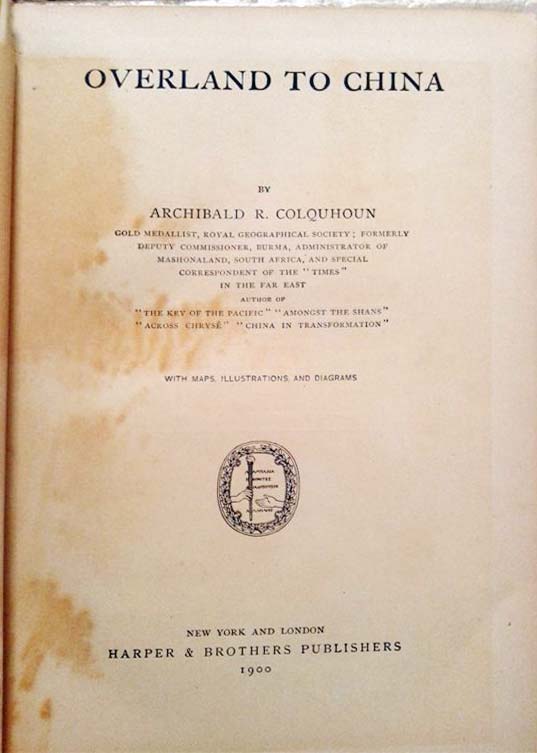 OVERLAND TO CHINA
BY
ARCHIBALD R. COLQUHOUN
GOLD MEDALLIST, ROYAL GEOGRAPHICAL SOCIETY; FORMERLY
DEPUTY COMMISSIONER, BURMA, ADMINISTRATOR OF
MASHONALAND, SOUTH AFRICA, AND SPECIAL
CORRESPONDENT OF THE "TIMES"
IN THE FAR EAST
AUTHOR OF
"THE KEY OF THE PACIFIC" "AMONGST THE SHANS"
"ACROSS CHRYSÊ" "CHINA IN TRANSFORMATION"
WITH MAPS, ILLUSTRATIONS, AND DIAGRAMS
NEW YORK AND LONDON
HARPER & BROTHERS PUBLISHERS
1900